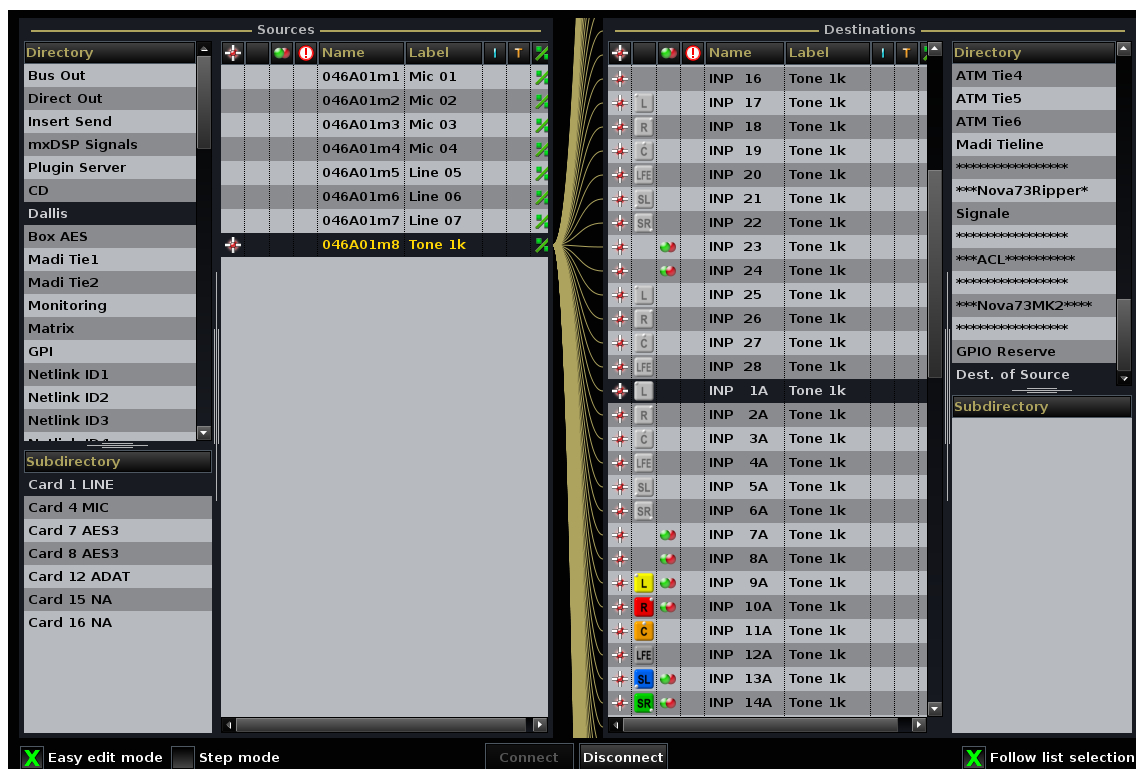 Sources
Directory
Bus Out
Direct Out
Insert Send
mxDSP Signals
Plugin Server
CD
Dallis
Box AES
Madi Tie1
Madi Tie2
Monitoring
Matrix
GPI
Netlink ID1
Netlink ID2
Netlink ID3
Subdirectory
Card 1 LINE
Card 4 MIC
Card 7 AES3
Card 8 AES3
Card 12 ADAT
Card 15 NA
Card 16 NA
Name Label I T
046A01m1 Mic 01
046A01m2 Mic 02
046A01m3 Mic 03
046A01m4 Mic 04
046A01m5 Line 05
046A01m6 Line 06
046A01m7 Line 07
046A01m8 Tone 1k
Destinations
Name Label I T
INP 16 Tone 1k
L INP 17 Tone 1k
R INP 18 Tone 1k
C INP 19 Tone 1k
LFE INP 20 Tone 1k
SL INP 21 Tone 1k
SR INP 22 Tone 1k
INP 23 Tone 1k
INP 24 Tone 1k
L INP 25 Tone 1k
R INP 26 Tone 1k
C INP 27 Tone 1k
LFE INP 28 Tone 1k
L INP 1A Tone 1k
R INP 2A Tone 1k
C INP 3A Tone 1k
LFE INP 4A Tone 1k
SL INP 5A Tone 1k
SR INP 6A Tone 1k
INP 7A Tone 1k
INP 8A Tone 1k
L INP 9A Tone 1k
R INP 10A Tone 1k
C INP 11A Tone 1k
LFE INP 12A Tone 1k
SL INP 13A Tone 1k
SR INP 14A Tone 1k
Directory
ATM Tie4
ATM Tie5
ATM Tie6
Madi Tieline
****************
***Nova73Ripper*
Signale
****************
***ACL**********
****************
***Nova73MK2****
****************
GPIO Reserve
Dest. of Source
Subdirectory
X Easy edit mode
Step mode
Connect
Disconnect
X Follow list selection